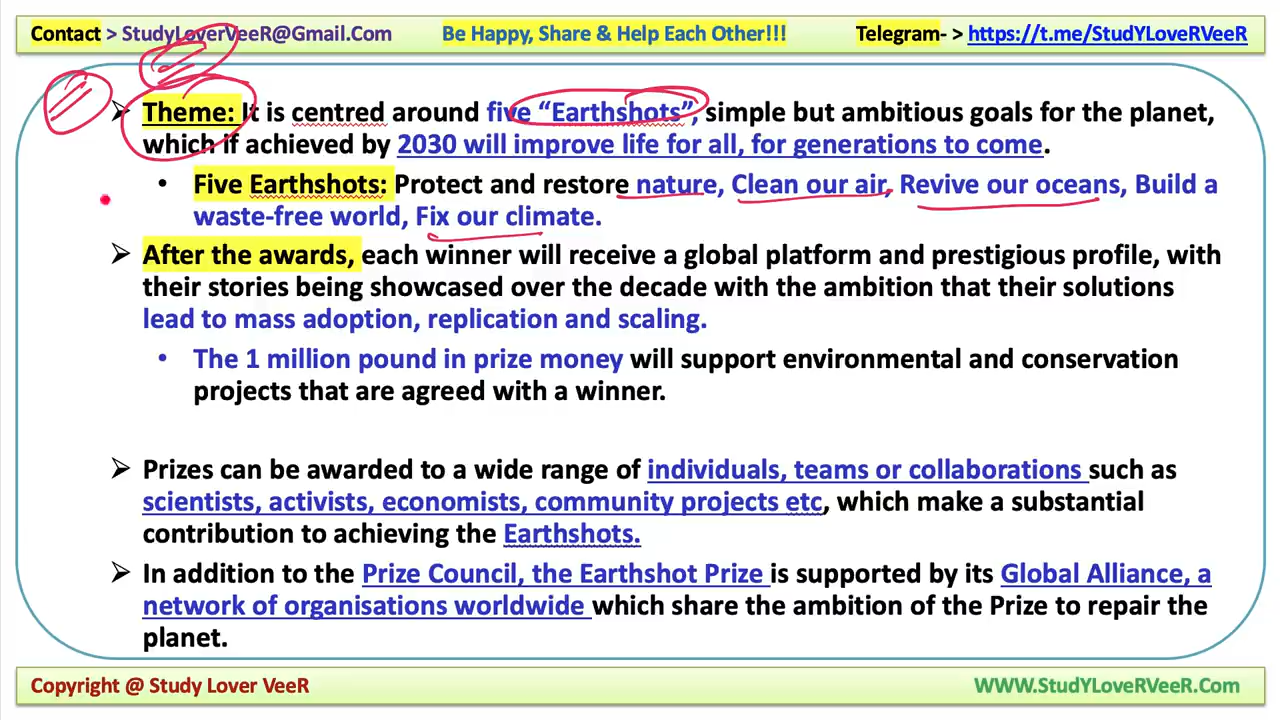 Contact > StudyLoverVeeR@Gmail.Com Be Happy, Share & Help Each Other!!! Telegram- > https://t.me/StudYLoveRVeeR
➢ Theme: It is centred around five “Earthshots”, simple but ambitious goals for the planet,
which if achieved by 2030 will improve life for all, for generations to come.
• Five Earthshots: Protect and restore nature, Clean our air, Revive our oceans, Build a
waste-free world, Fix our climate.
➢ After the awards, each winner will receive a global platform and prestigious profile, with
their stories being showcased over the decade with the ambition that their solutions
lead to mass adoption, replication and scaling.
• The 1 million pound in prize money will support environmental and conservation
projects that are agreed with a winner.
➢ Prizes can be awarded to a wide range of individuals, teams or collaborations such as
scientists, activists, economists, community projects etc, which make a substantial
contribution to achieving the Earthshots.
➢ In addition to the Prize Council, the Earthshot Prize is supported by its Global Alliance, a
network of organisations worldwide which share the ambition of the Prize to repair the
planet.
Copyright @ Study Lover VeeR WWW.StudYLoveRVeeR.Com